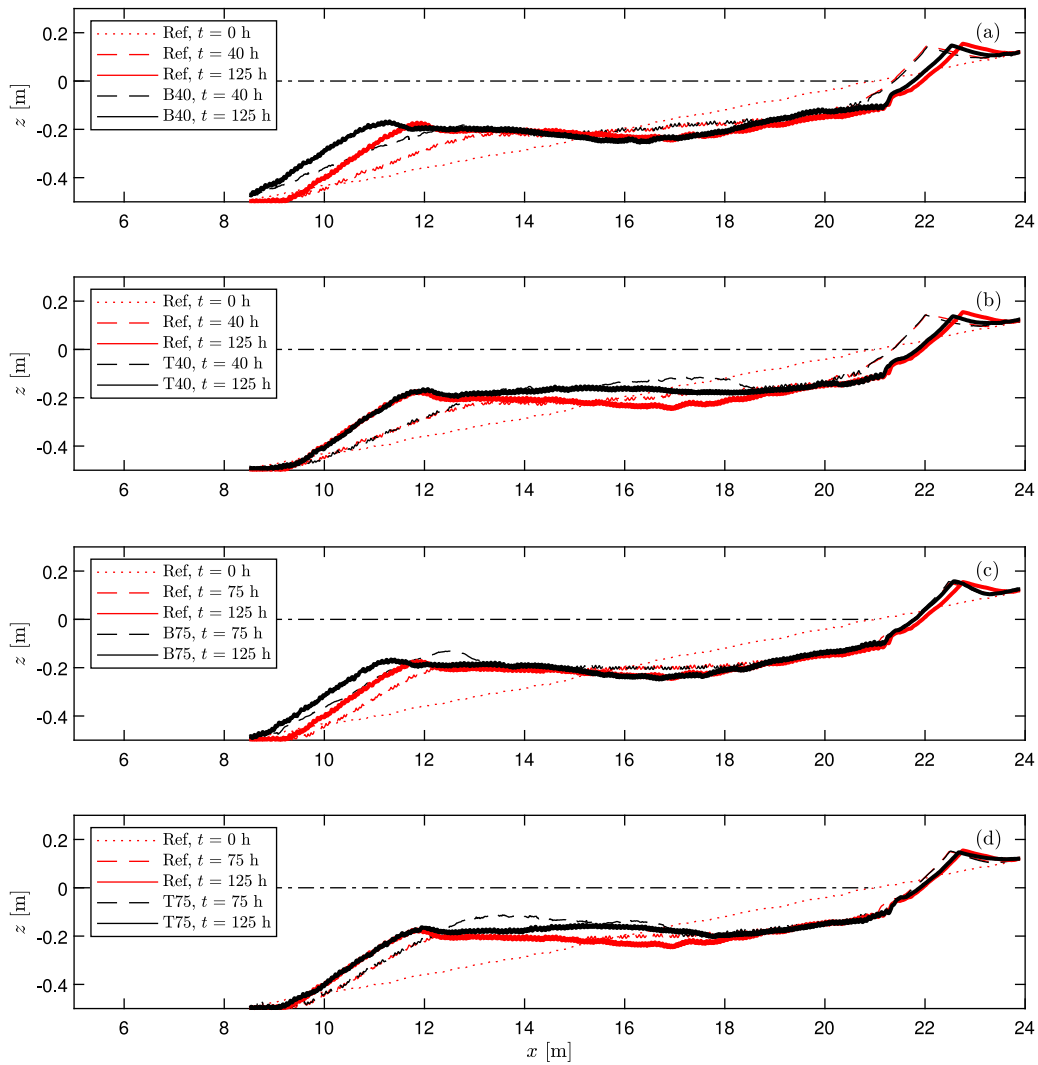 0.2
0
-0.2
-0.4
z [m]
Ref, t = 0 h
Ref, t = 40 h
Ref, t = 125 h
B40, t = 40 h
B40, t = 125 h
(a)
6 8 10 12 14 16 18 20 22 24
0.2
0
-0.2
-0.4
z [m]
Ref, t = 0 h
Ref, t = 40 h
Ref, t = 125 h
T40, t = 40 h
T40, t = 125 h
(b)
6 8 10 12 14 16 18 20 22 24
0.2
0
-0.2
-0.4
z [m]
Ref, t = 0 h
Ref, t = 75 h
Ref, t = 125 h
B75, t = 75 h
B75, t = 125 h
(c)
6 8 10 12 14 16 18 20 22 24
0.2
0
-0.2
-0.4
z [m]
Ref, t = 0 h
Ref, t = 75 h
Ref, t = 125 h
T75, t = 75 h
T75, t = 125 h
(d)
6 8 10 12 14 16 18 20 22 24
x [m]